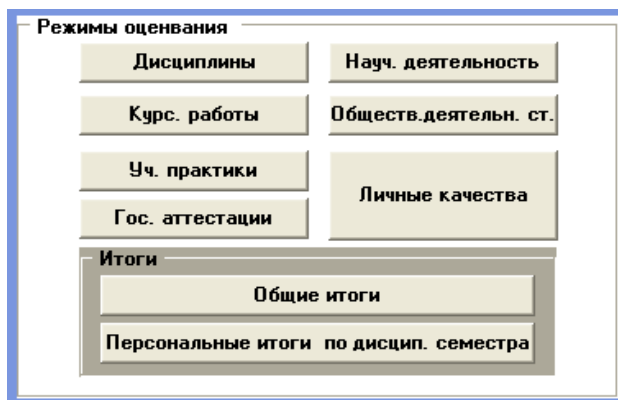 Режимы оценвания
Дисциплины
Науч. деятельность
Курс. работы
Обществ.деятельн. ст.
Уч. практики
Личные качества
Гос. аттестации
Итоги
Общие итоги
Персональные итоги по дисцип. семестра